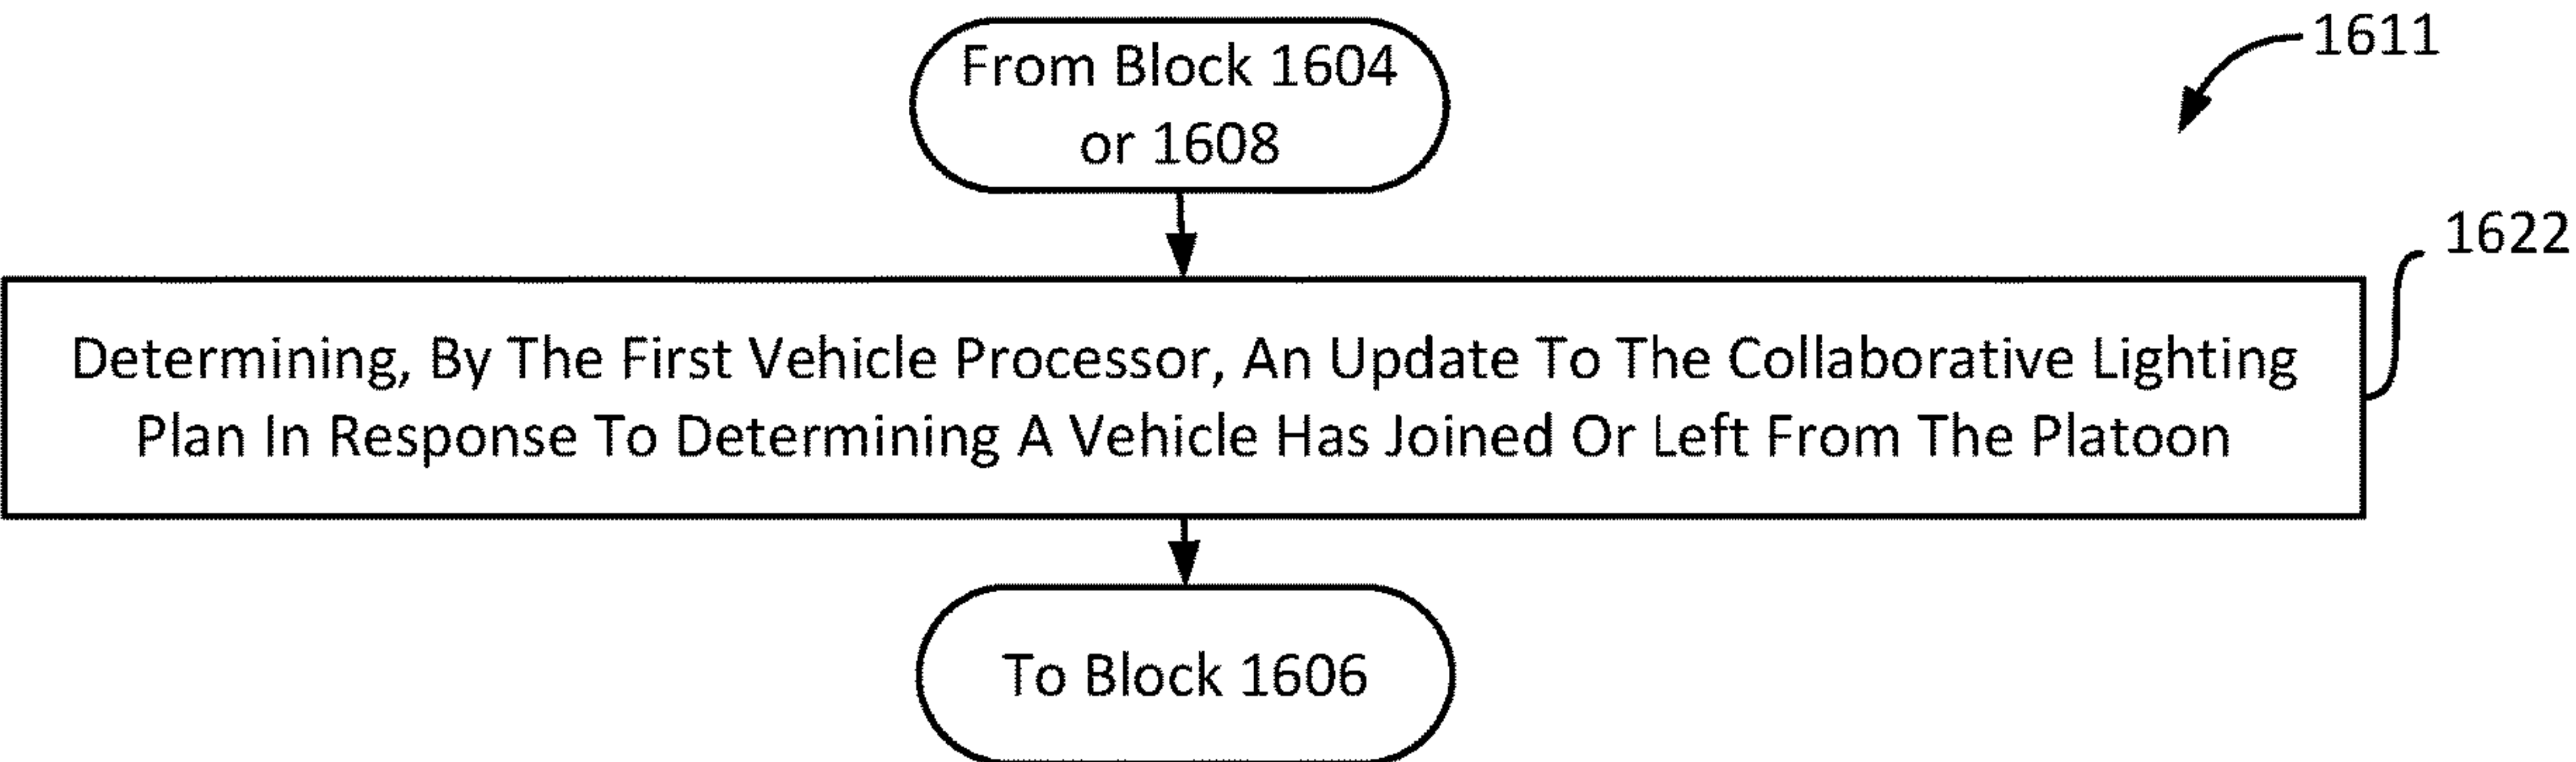 From Block 1604
or 1608
1611
1622
Determining, By The First Vehicle Processor, An Update To The Collaborative Lighting
Plan In Response To Determining A Vehicle Has Joined Or Left From The Platoon
To Block 1606